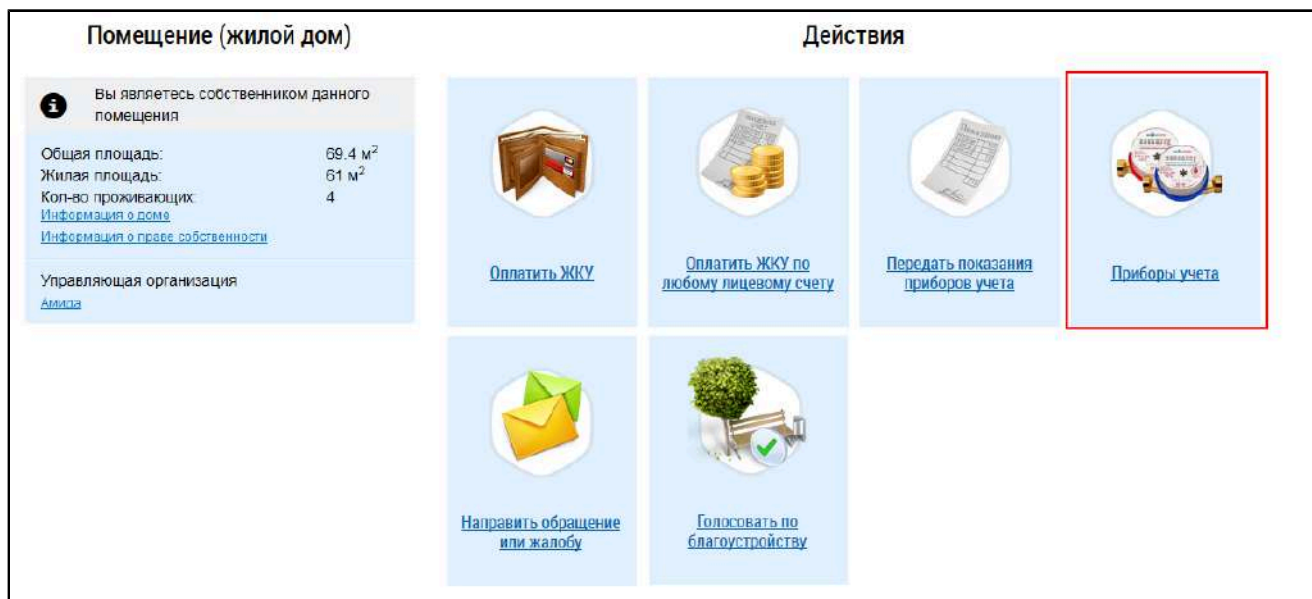 Помещение (жилой дом)
Действия
Вы являетесь собственником данного
помещения
Общая площадь: 69.4 м²
Жилая площадь: 61 м²
Кол-во проживающих: 4
Информация о доме
Информация о праве собственности
Управляющая организация
Амида
Оплатить ЖКУ
Оплатить ЖКУ по
любому лицевому счету
Передать показания
приборов учета
Приборы учета
Направить обращение
или жалобу
Голосовать по
благоустройству